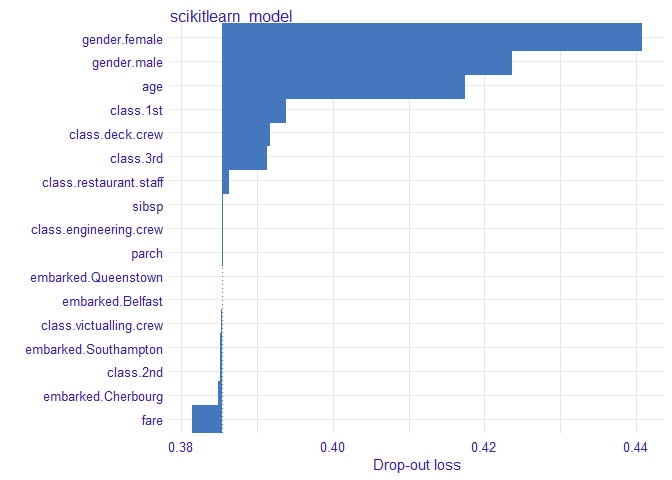 scikitlearn_model
gender.female
gender.male
age
class.1st
class.deck.crew
class.3rd
class.restaurant.staff
sibsp
class.engineering.crew
parch
embarked.Queenstown
embarked.Belfast
class.victualling.crew
embarked.Southampton
class.2nd
embarked.Cherbourg
fare
0.38 0.40 0.42 0.44
Drop-out loss